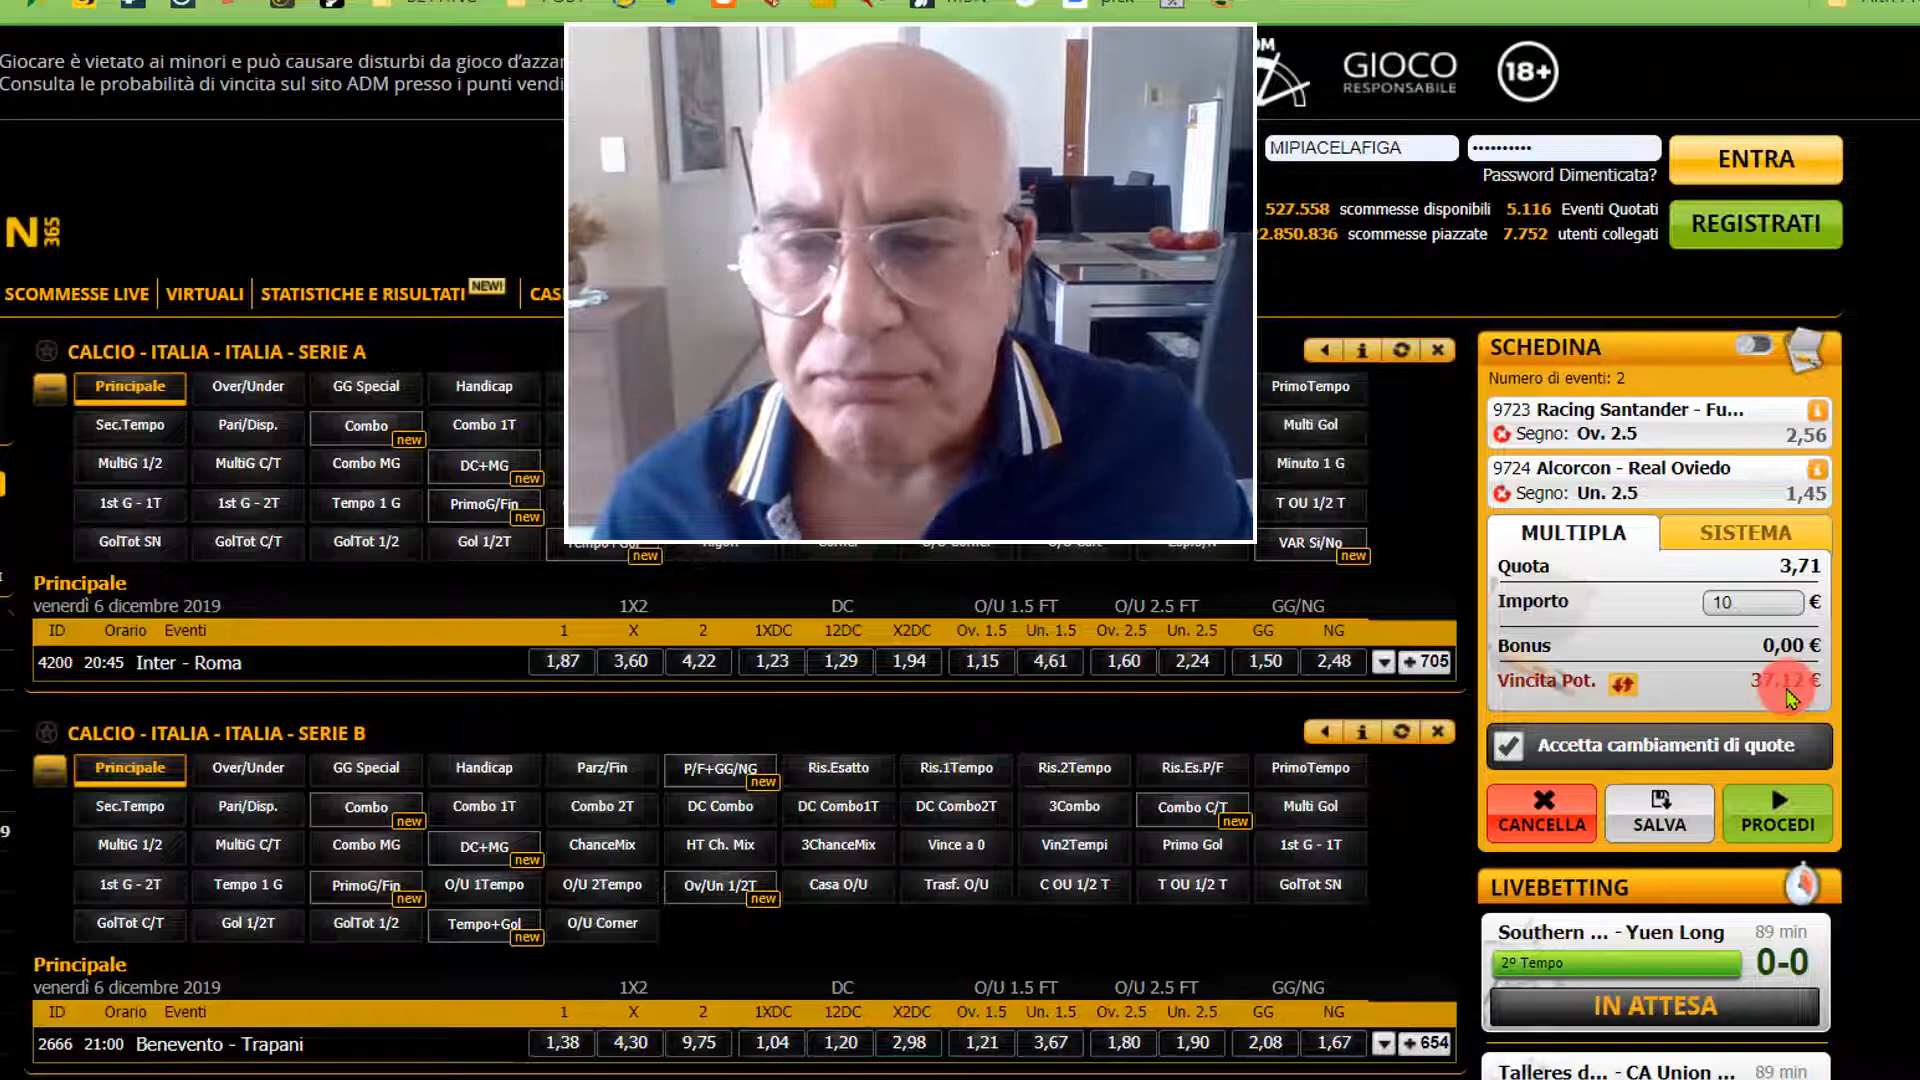 Giocare è vietato ai minori e può causare disturbi da gioco d'azzar
Consulta le probabilità di vincita sul sito ADM presso i punti vendi
GIOCO
RESPONSABILE
18+
MIPIACELAFIGA
••••••••••
ENTRA
Password Dimenticata?
527.558 scommesse disponibili 5.116 Eventi Quotati
2.850.836 scommesse piazzate 7.752 utenti collegati
REGISTRATI
N 365
SCOMMESSE LIVE VIRTUALI STATISTICHE E RISULTATI NEW! CAS
CALCIO - ITALIA - ITALIA - SERIE A
Principale Over/Under GG Special Handicap PrimoTempo
Sec.Tempo Pari/Disp. Combo new Combo 1T Multi Gol
MultiG 1/2 MultiG C/T Combo MG DC+MG new Minuto 1 G
1st G - 1T 1st G - 2T Tempo 1 G PrimoG/Fin new T OU 1/2 T
GolTot SN GolTot C/T GolTot 1/2 Gol 1/2T new VAR Si/No new
Principale
venerdì 6 dicembre 2019 1X2 DC O/U 1.5 FT O/U 2.5 FT GG/NG
ID Orario Eventi 1 X 2 1XDC 12DC X2DC Ov. 1.5 Un. 1.5 Ov. 2.5 Un. 2.5 GG NG
4200 20:45 Inter - Roma 1,87 3,60 4,22 1,23 1,29 1,94 1,15 4,61 1,60 2,24 1,50 2,48 +705
CALCIO - ITALIA - ITALIA - SERIE B
Principale Over/Under GG Special Handicap Parz/Fin P/F+GG/NG new Ris.Esatto Ris.1Tempo Ris.2Tempo Ris.Es.P/F PrimoTempo
Sec.Tempo Pari/Disp. Combo new Combo 1T Combo 2T DC Combo DC Combo1T DC Combo2T 3Combo Combo C/T new Multi Gol
MultiG 1/2 MultiG C/T Combo MG DC+MG new ChanceMix HT Ch. Mix 3ChanceMix Vince a 0 Vin2Tempi Primo Gol 1st G - 1T
1st G - 2T Tempo 1 G PrimoG/Fin new O/U 1Tempo O/U 2Tempo Ov/Un 1/2T new Casa O/U Trasf. O/U C OU 1/2 T T OU 1/2 T GolTot SN
GolTot C/T Gol 1/2T GolTot 1/2 Tempo+Gol new O/U Corner
Principale
venerdì 6 dicembre 2019 1X2 DC O/U 1.5 FT O/U 2.5 FT GG/NG
ID Orario Eventi 1 X 2 1XDC 12DC X2DC Ov. 1.5 Un. 1.5 Ov. 2.5 Un. 2.5 GG NG
2666 21:00 Benevento - Trapani 1,38 4,30 9,75 1,04 1,20 2,98 1,21 3,67 1,80 1,90 2,08 1,67 +654
SCHEDINA
Numero di eventi: 2
9723 Racing Santander - Fu...
Segno: Ov. 2.5 2,56
9724 Alcorcon - Real Oviedo
Segno: Un. 2.5 1,45
MULTIPLA SISTEMA
Quota 3,71
Importo 10 €
Bonus 0,00 €
Vincita Pot. 37,12 €
Accetta cambiamenti di quote
CANCELLA SALVA PROCEDI
LIVEBETTING
Southern ... - Yuen Long 89 min
2º Tempo 0-0
IN ATTESA
Talleres d... - CA Union ... 89 min